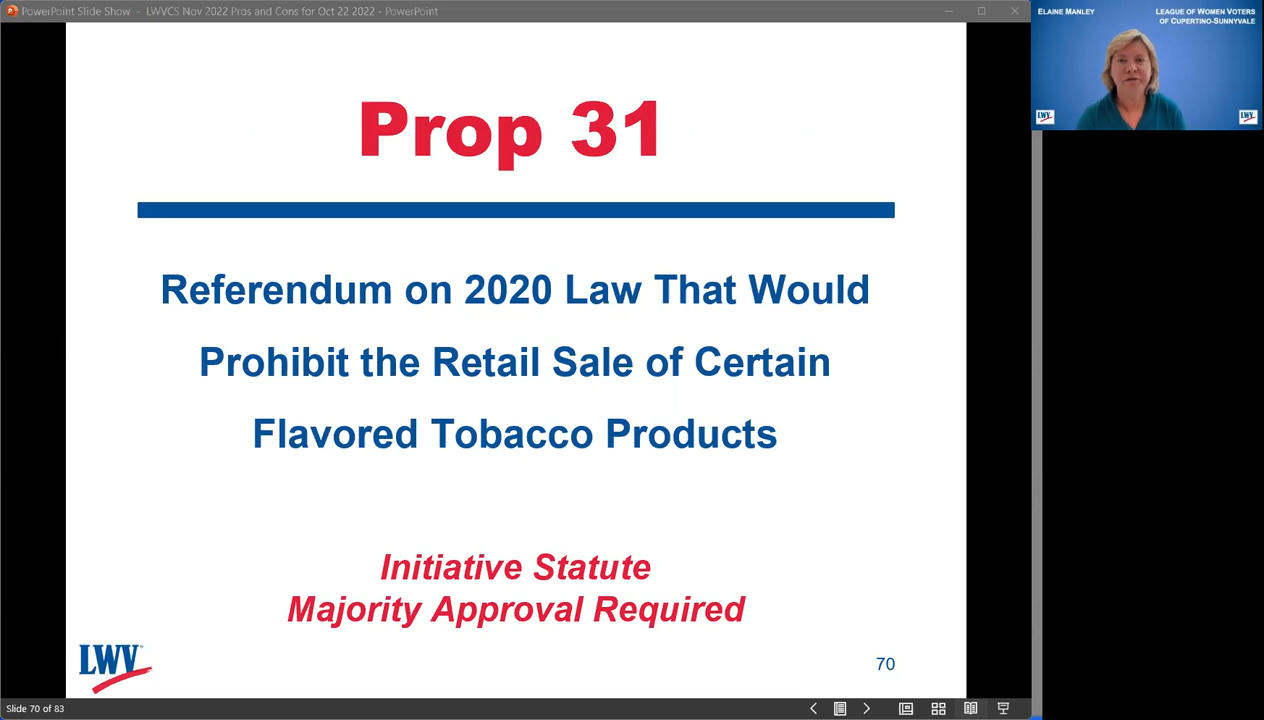 PowerPoint Slide Show - LWVCS Nov 2022 Pros and Cons for Oct 22 2022 - PowerPoint
ELAINE MANLEY
LEAGUE OF WOMEN VOTERS
OF CUPERTINO-SUNNYVALE
LWV
LWV
Prop 31
Referendum on 2020 Law That Would
Prohibit the Retail Sale of Certain
Flavored Tobacco Products
Initiative Statute
Majority Approval Required
LWV
70
Slide 70 of 83